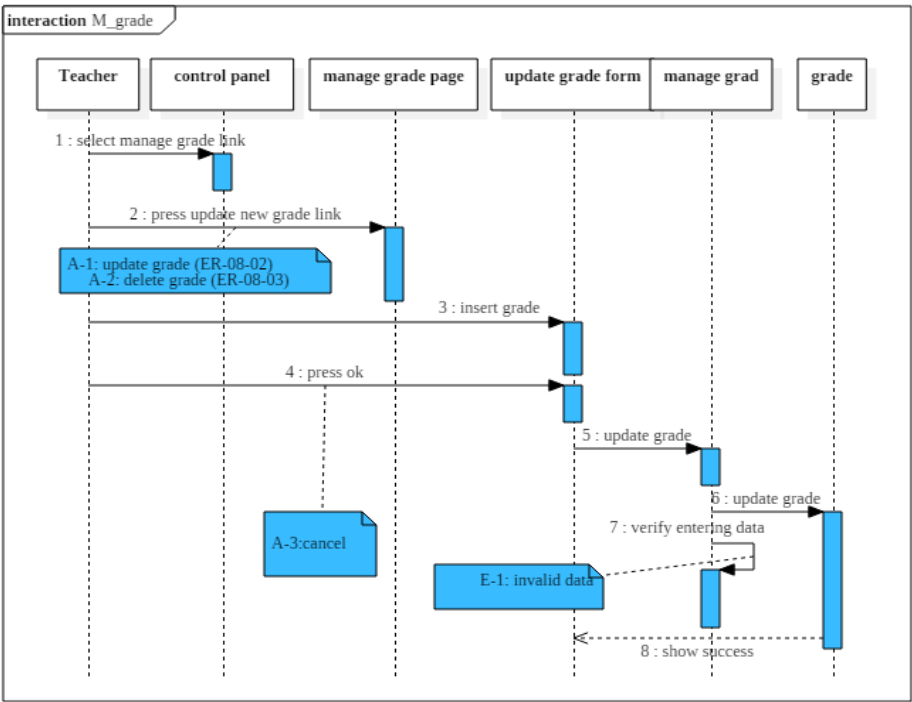 interaction M_grade
Teacher
control panel
manage grade page
update grade form
manage grad
grade
1 : select manage grade link
2 : press update new grade link
A-1: update grade (ER-08-02)
A-2: delete grade (ER-08-03)
3 : insert grade
4 : press ok
5 : update grade
6 : update grade
7 : verify entering data
A-3:cancel
E-1: invalid data
8 : show success